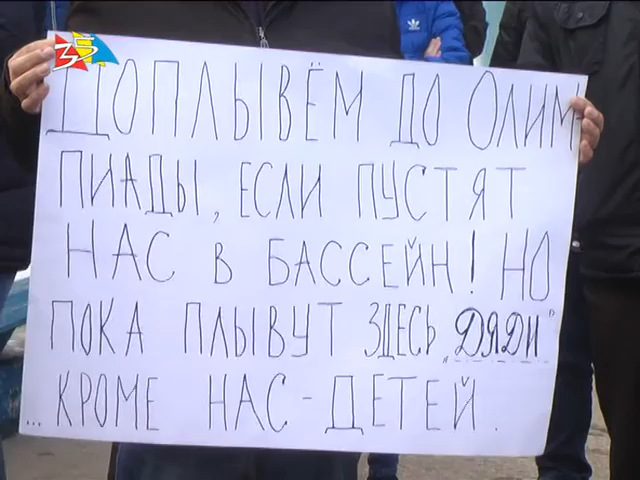 ДОПЛЫВЁМ ДО ОЛИМ
ПИАДЫ, ЕСЛИ ПУСТЯТ
НАС В БАССЕЙН! НО
ПОКА ПЛЫВУТ ЗДЕСЬ „ДЯДИ"
...КРОМЕ НАС - ДЕТЕЙ.